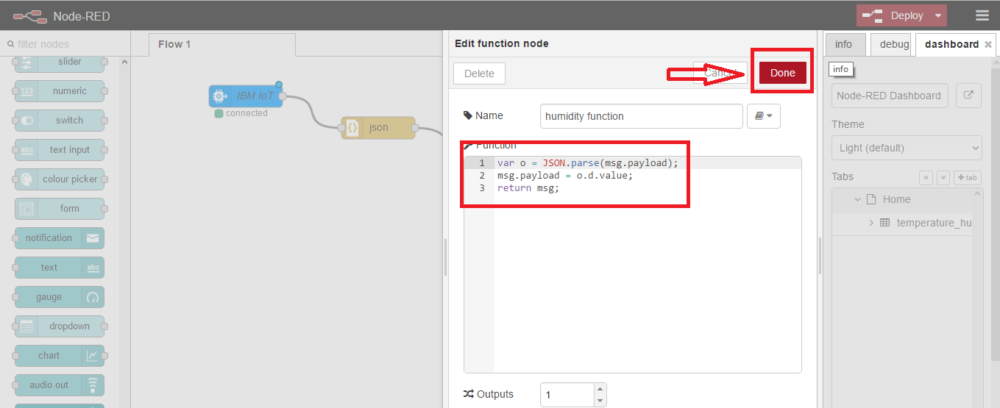 Node-RED
Deploy
filter nodes
Flow 1
Edit function node
info
debug
dashboard
slider
Delete
Cancel
Done
info
numeric
IBM IoT
Node-RED Dashboard
connected
switch
json
Name
humidity function
Theme
text input
Function
Light (default)
1 var o = JSON.parse(msg.payload);
colour picker
2 msg.payload = o.d.value;
Tabs
tab
3 return msg;
form
Home
notification
temperature_hu
text
gauge
dropdown
chart
audio out
Outputs
1